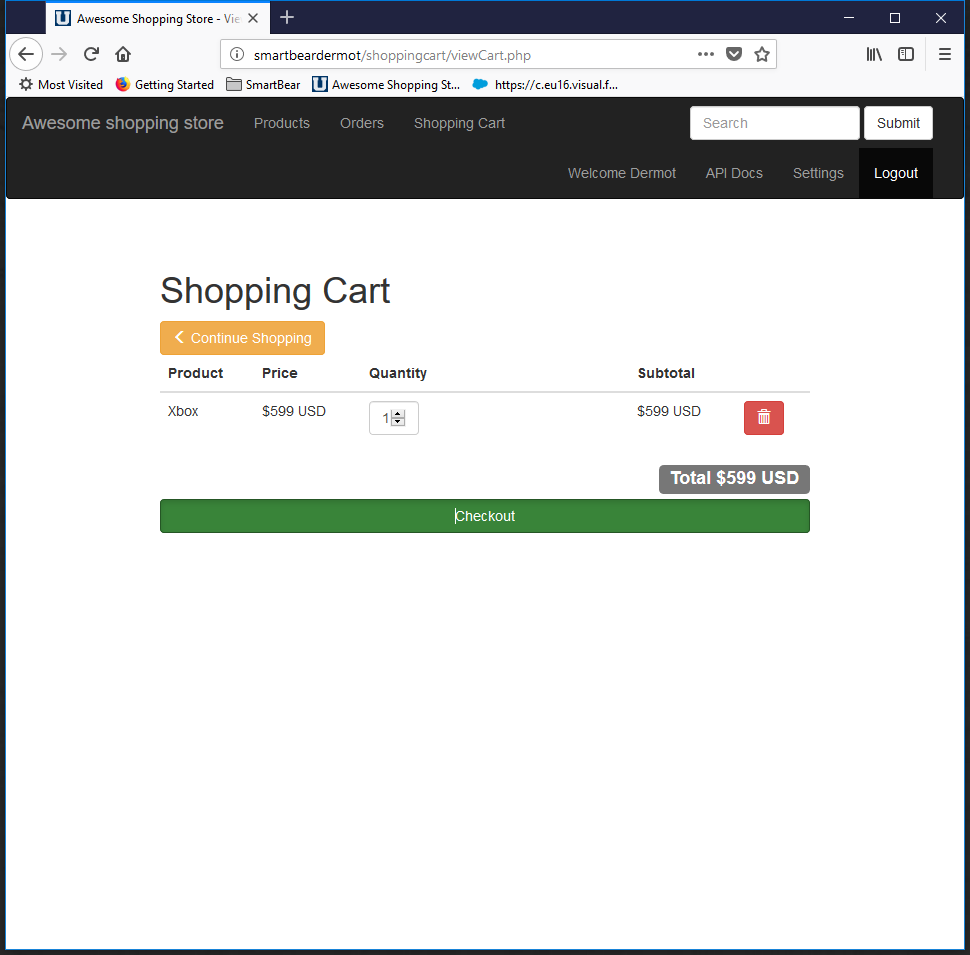 Awesome Shopping Store - Vie
smartbeardermot/shoppingcart/viewCart.php
Most Visited Getting Started SmartBear Awesome Shopping St... https://c.eu16.visual.f...
Awesome shopping store Products Orders Shopping Cart Search Submit
Welcome Dermot API Docs Settings Logout
Shopping Cart
Continue Shopping
Product Price Quantity Subtotal
Xbox $599 USD 1 $599 USD
Total $599 USD
Checkout